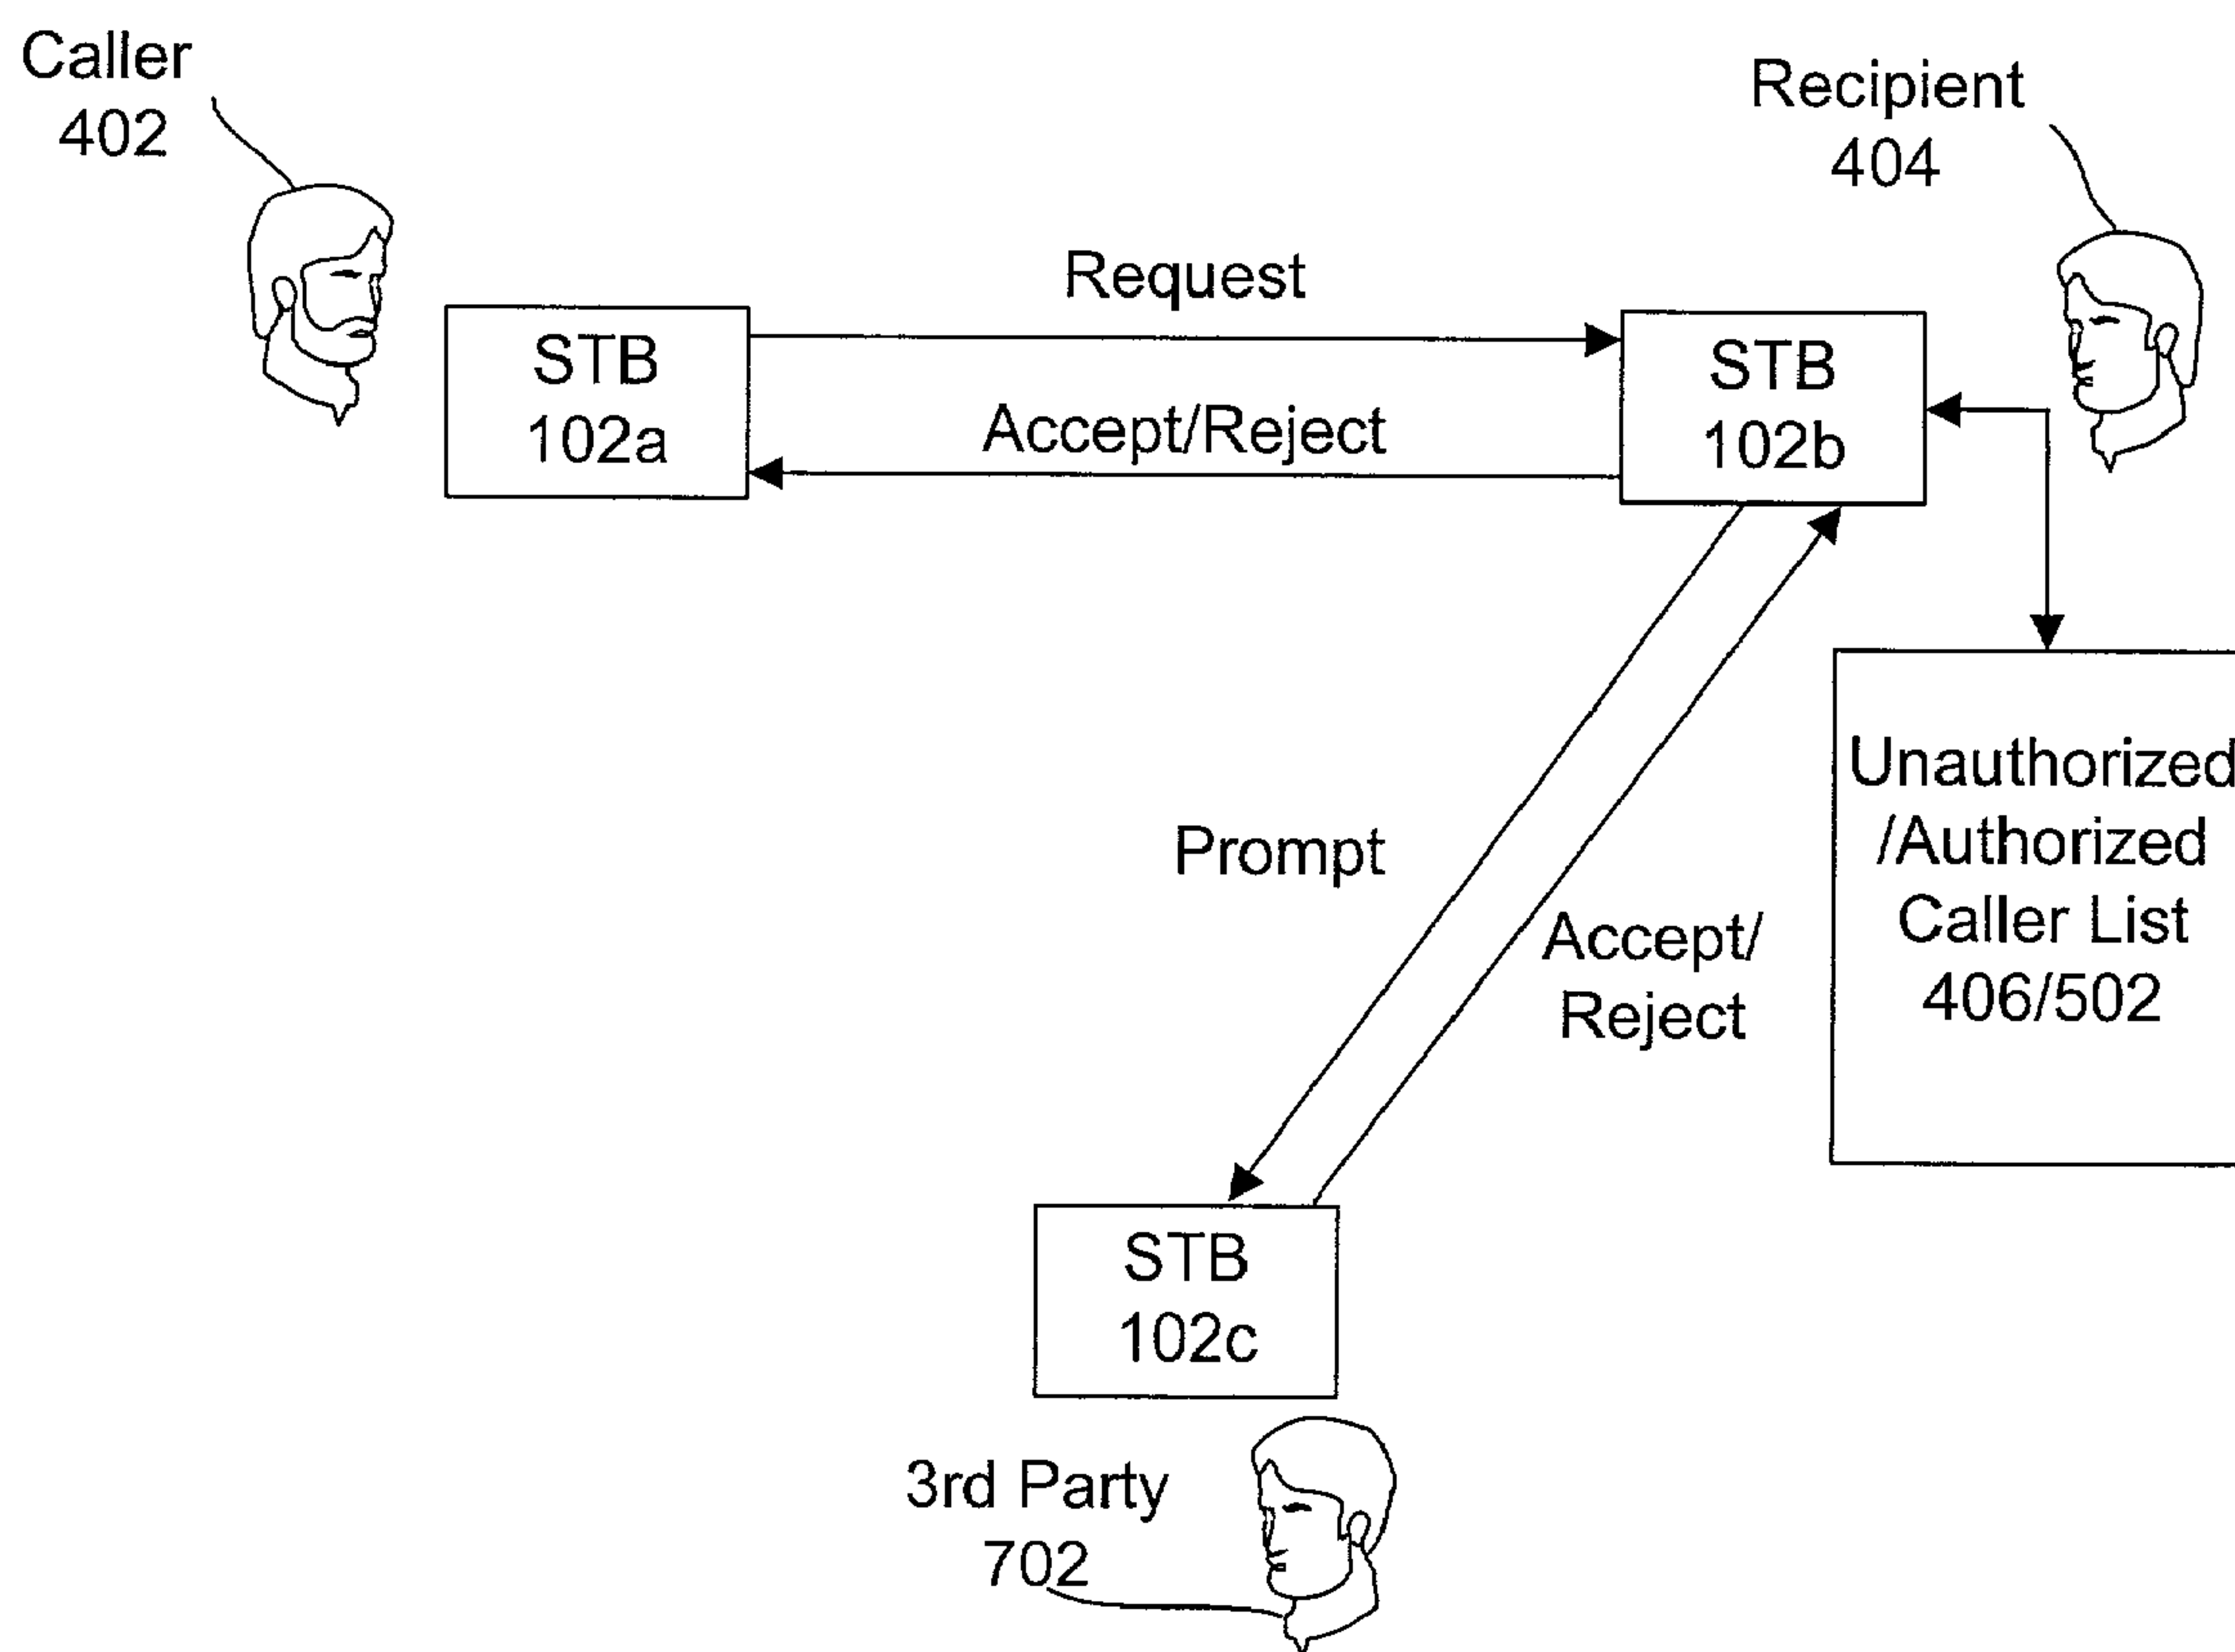 Caller
402
Recipient
404
Request
STB
102a
Accept/Reject
STB
102b
Unauthorized
/Authorized
Caller List
406/502
Prompt
Accept/
Reject
STB
102c
3rd Party
702